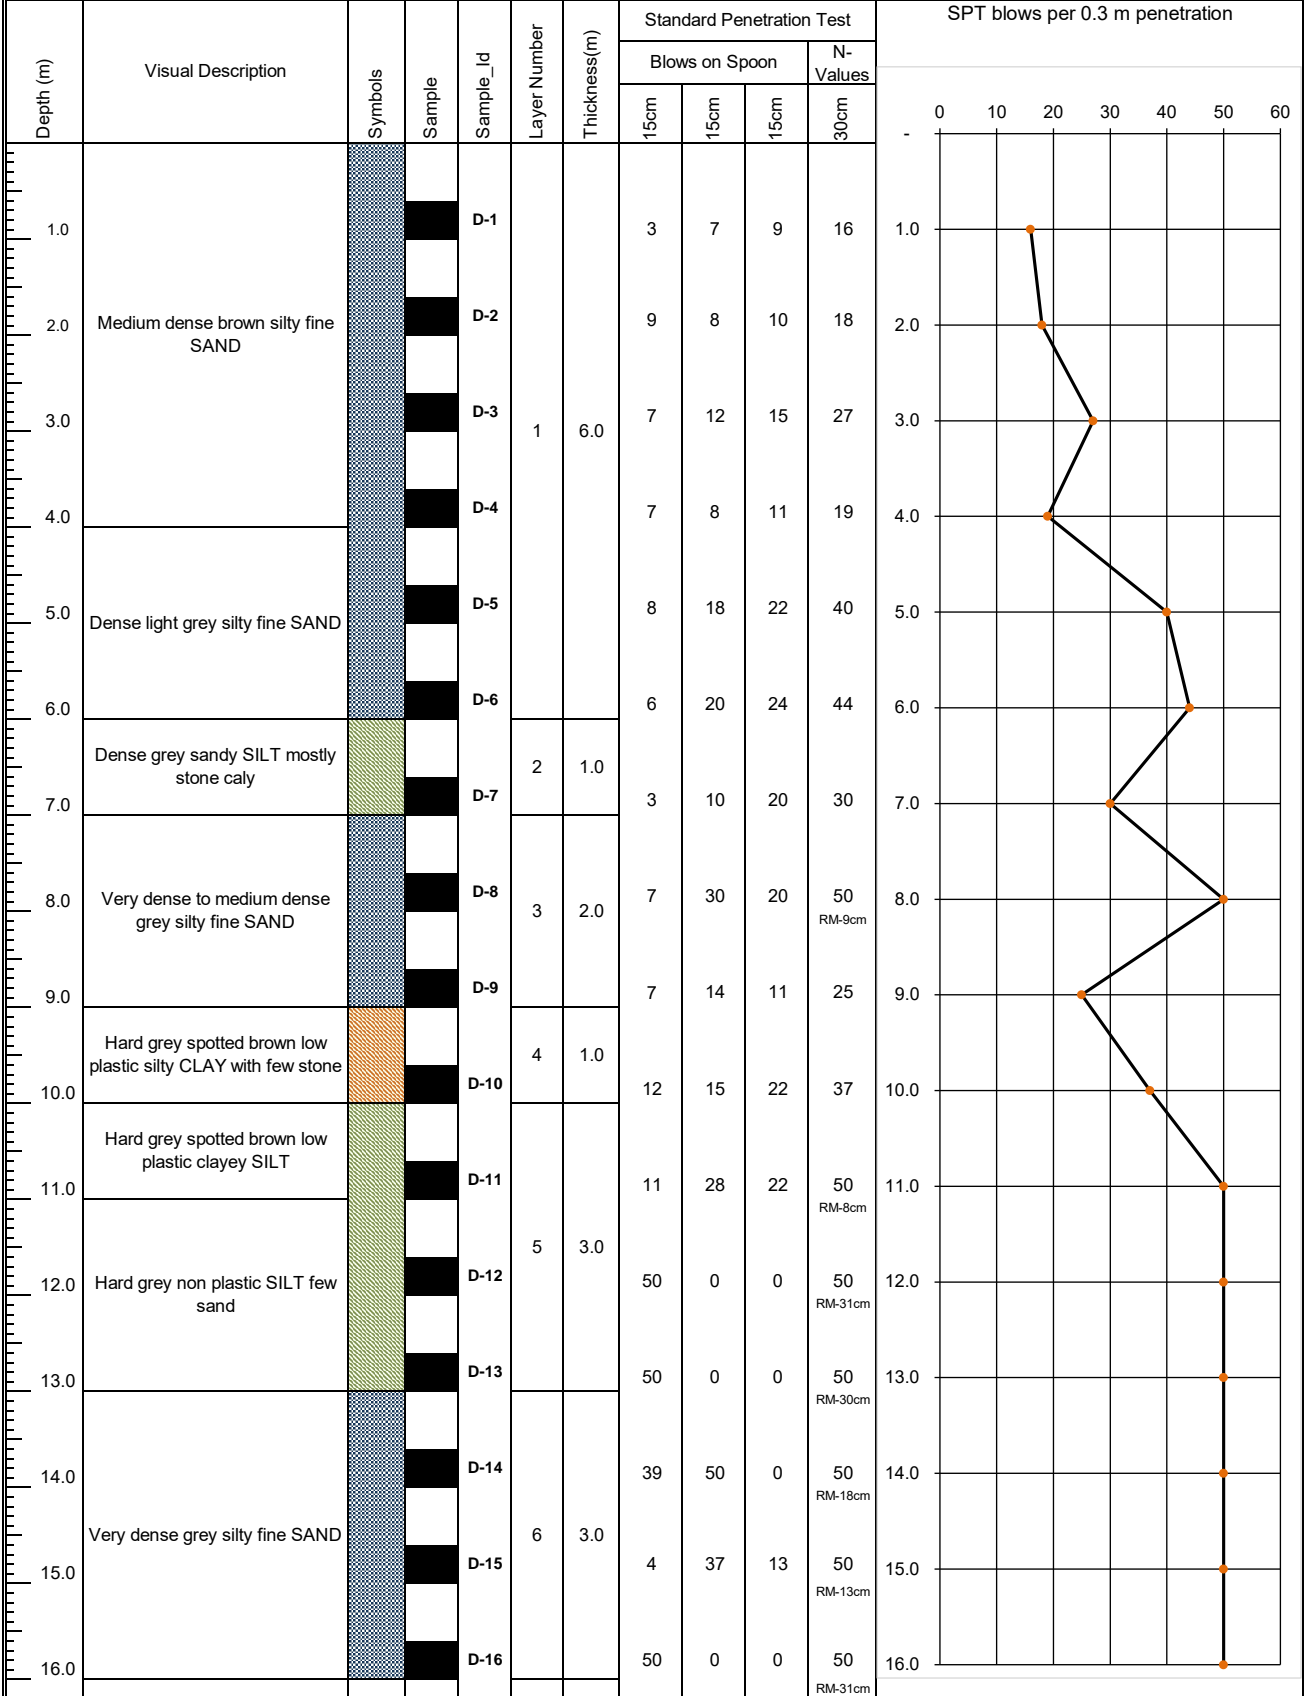 Standard Penetration Test
SPT blows per 0.3 m penetration
Depth (m)
Visual Description
Symbols
Sample
Sample_Id
Layer Number
Thickness(m)
Blows on Spoon
N-
Values
15cm
15cm
15cm
30cm
0 10 20 30 40 50 60
-
1.0 D-1 3 7 9 16 1.0
2.0 Medium dense brown silty fine D-2 9 8 10 18 2.0
SAND
3.0 D-3 7 12 15 27 3.0
1 6.0
4.0 D-4 7 8 11 19 4.0
5.0 D-5 8 18 22 40 5.0
Dense light grey silty fine SAND
6.0 D-6 6 20 24 44 6.0
Dense grey sandy SILT mostly
stone caly
2 1.0
7.0 D-7 3 10 20 30 7.0
8.0 Very dense to medium dense D-8 7 30 20 50 8.0
grey silty fine SAND
RM-9cm
3 2.0
9.0 D-9 7 14 11 25 9.0
Hard grey spotted brown low
plastic silty CLAY with few stone
4 1.0
10.0 D-10 12 15 22 37 10.0
Hard grey spotted brown low
plastic clayey SILT
11.0 D-11 11 28 22 50 11.0
RM-8cm
5 3.0
12.0 Hard grey non plastic SILT few D-12 50 0 0 50 12.0
sand
RM-31cm
13.0 D-13 50 0 0 50 13.0
RM-30cm
14.0 D-14 39 50 0 50 14.0
RM-18cm
Very dense grey silty fine SAND 6 3.0
15.0 D-15 4 37 13 50 15.0
RM-13cm
16.0 D-16 50 0 0 50 16.0
RM-31cm